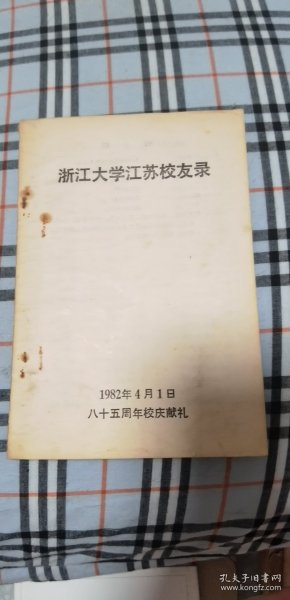 浙江大学江苏校友录
1982年4月1日
八十五周年校庆献礼
孔夫子旧书网
kongfz.com